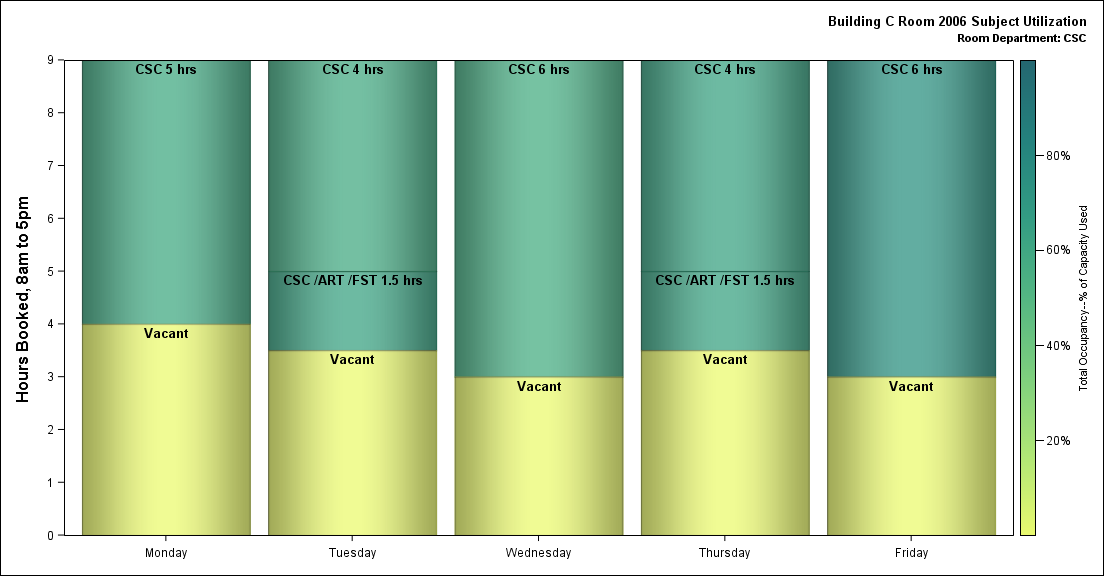 Building C Room 2006 Subject Utilization
Room Department: CSC
Hours Booked, 8am to 5pm
9
8
7
6
5
4
3
2
1
0
CSC 5 hrs
Vacant
CSC 4 hrs
CSC /ART /FST 1.5 hrs
Vacant
CSC 6 hrs
Vacant
CSC 4 hrs
CSC /ART /FST 1.5 hrs
Vacant
CSC 6 hrs
Vacant
Monday
Tuesday
Wednesday
Thursday
Friday
80%
60%
40%
20%
Total Occupancy--% of Capacity Used